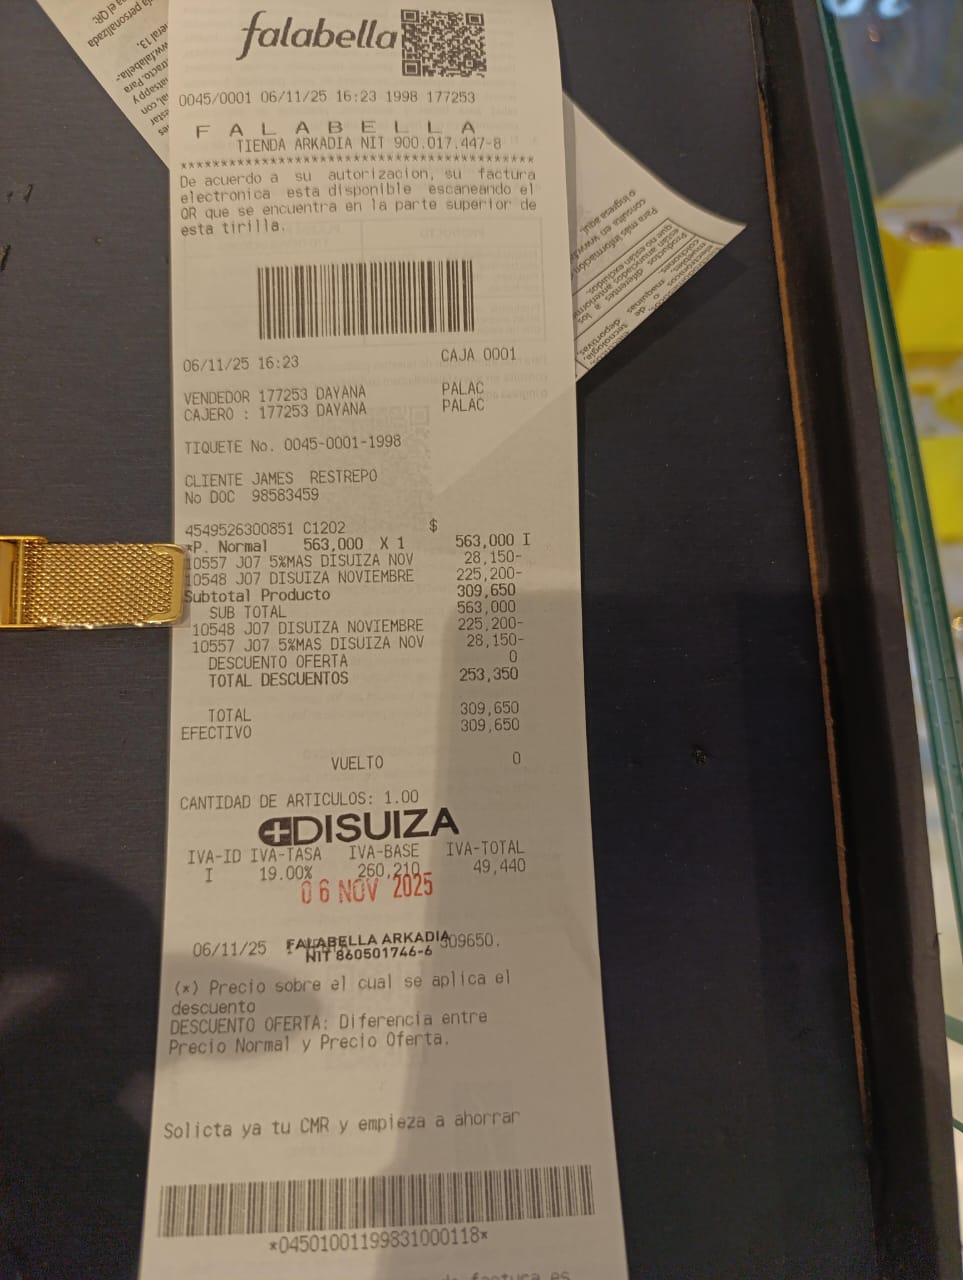 falabella
0045/0001 06/11/25 16:23 1998 177253
F A L A B E L L A
TIENDA ARKADIA NIT 900.017.447-8
De acuerdo a su autorizacion, su factura
electronica esta disponible escaneando el
QR que se encuentra en la parte superior de
esta tirilla.
06/11/25 16:23 CAJA 0001
VENDEDOR 177253 DAYANA PALAC
CAJERO : 177253 DAYANA PALAC
TIQUETE No. 0045-0001-1998
CLIENTE JAMES RESTREPO
No DOC 98583459
4549526300851 C1202 $
*P. Normal 563,000 X 1 563,000 I
10557 J07 5%MAS DISUIZA NOV 28,150-
10548 J07 DISUIZA NOVIEMBRE 225,200-
Subtotal Producto 309,650
SUB TOTAL 563,000
10548 J07 DISUIZA NOVIEMBRE 225,200-
10557 J07 5%MAS DISUIZA NOV 28,150-
DESCUENTO OFERTA 0
TOTAL DESCUENTOS 253,350
TOTAL 309,650
EFECTIVO 309,650
VUELTO 0
CANTIDAD DE ARTICULOS: 1.00
DISUIZA
IVA-ID IVA-TASA IVA-BASE IVA-TOTAL
I 19.00% 260,210 49,440
06 NOV 2025
06/11/25 309650.
FALABELLA ARKADIA
NIT 860501746-6
(*) Precio sobre el cual se aplica el
descuento
DESCUENTO OFERTA: Diferencia entre
Precio Normal y Precio Oferta.
Solicta ya tu CMR y empieza a ahorrar
*04501001199831000118*